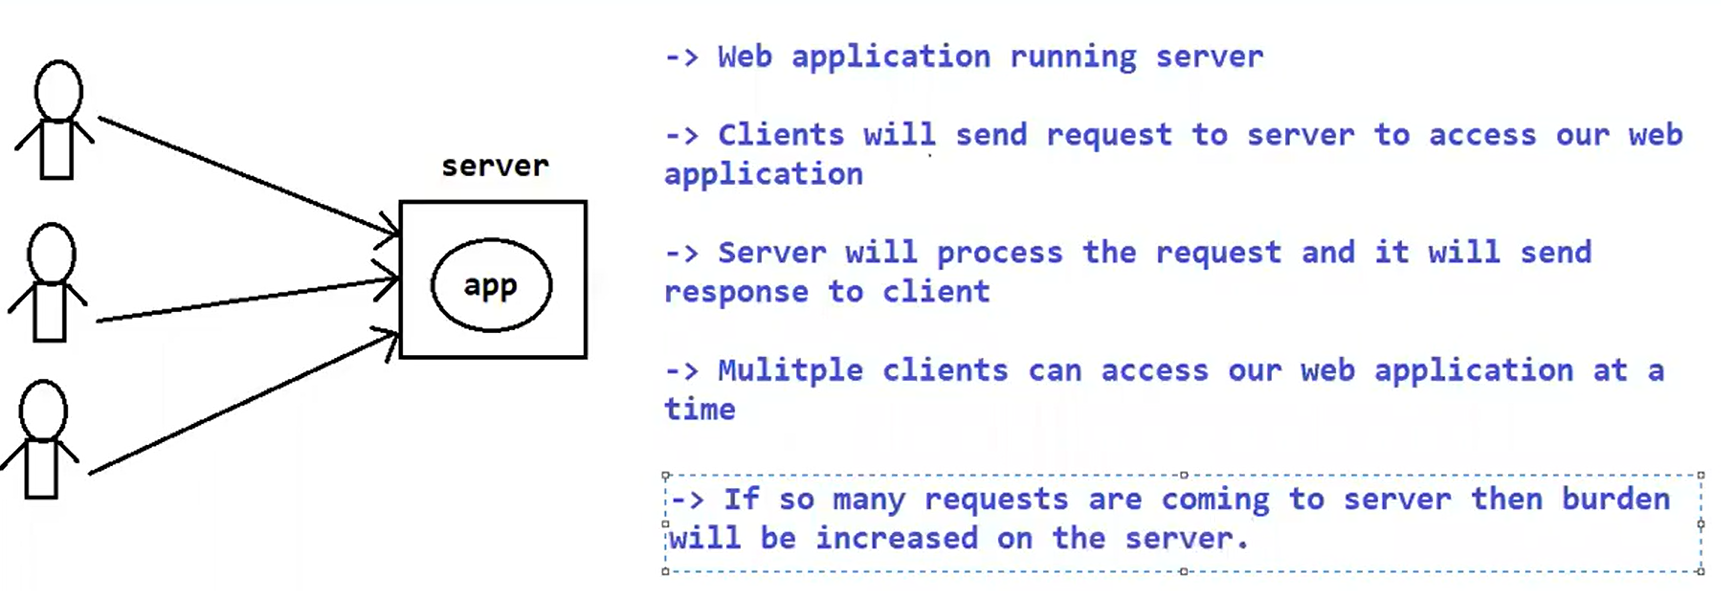 server
app
-> Web application running server
-> Clients will send request to server to access our web
application
-> Server will process the request and it will send
response to client
-> Mulitple clients can access our web application at a
time
-> If so many requests are coming to server then burden
will be increased on the server.